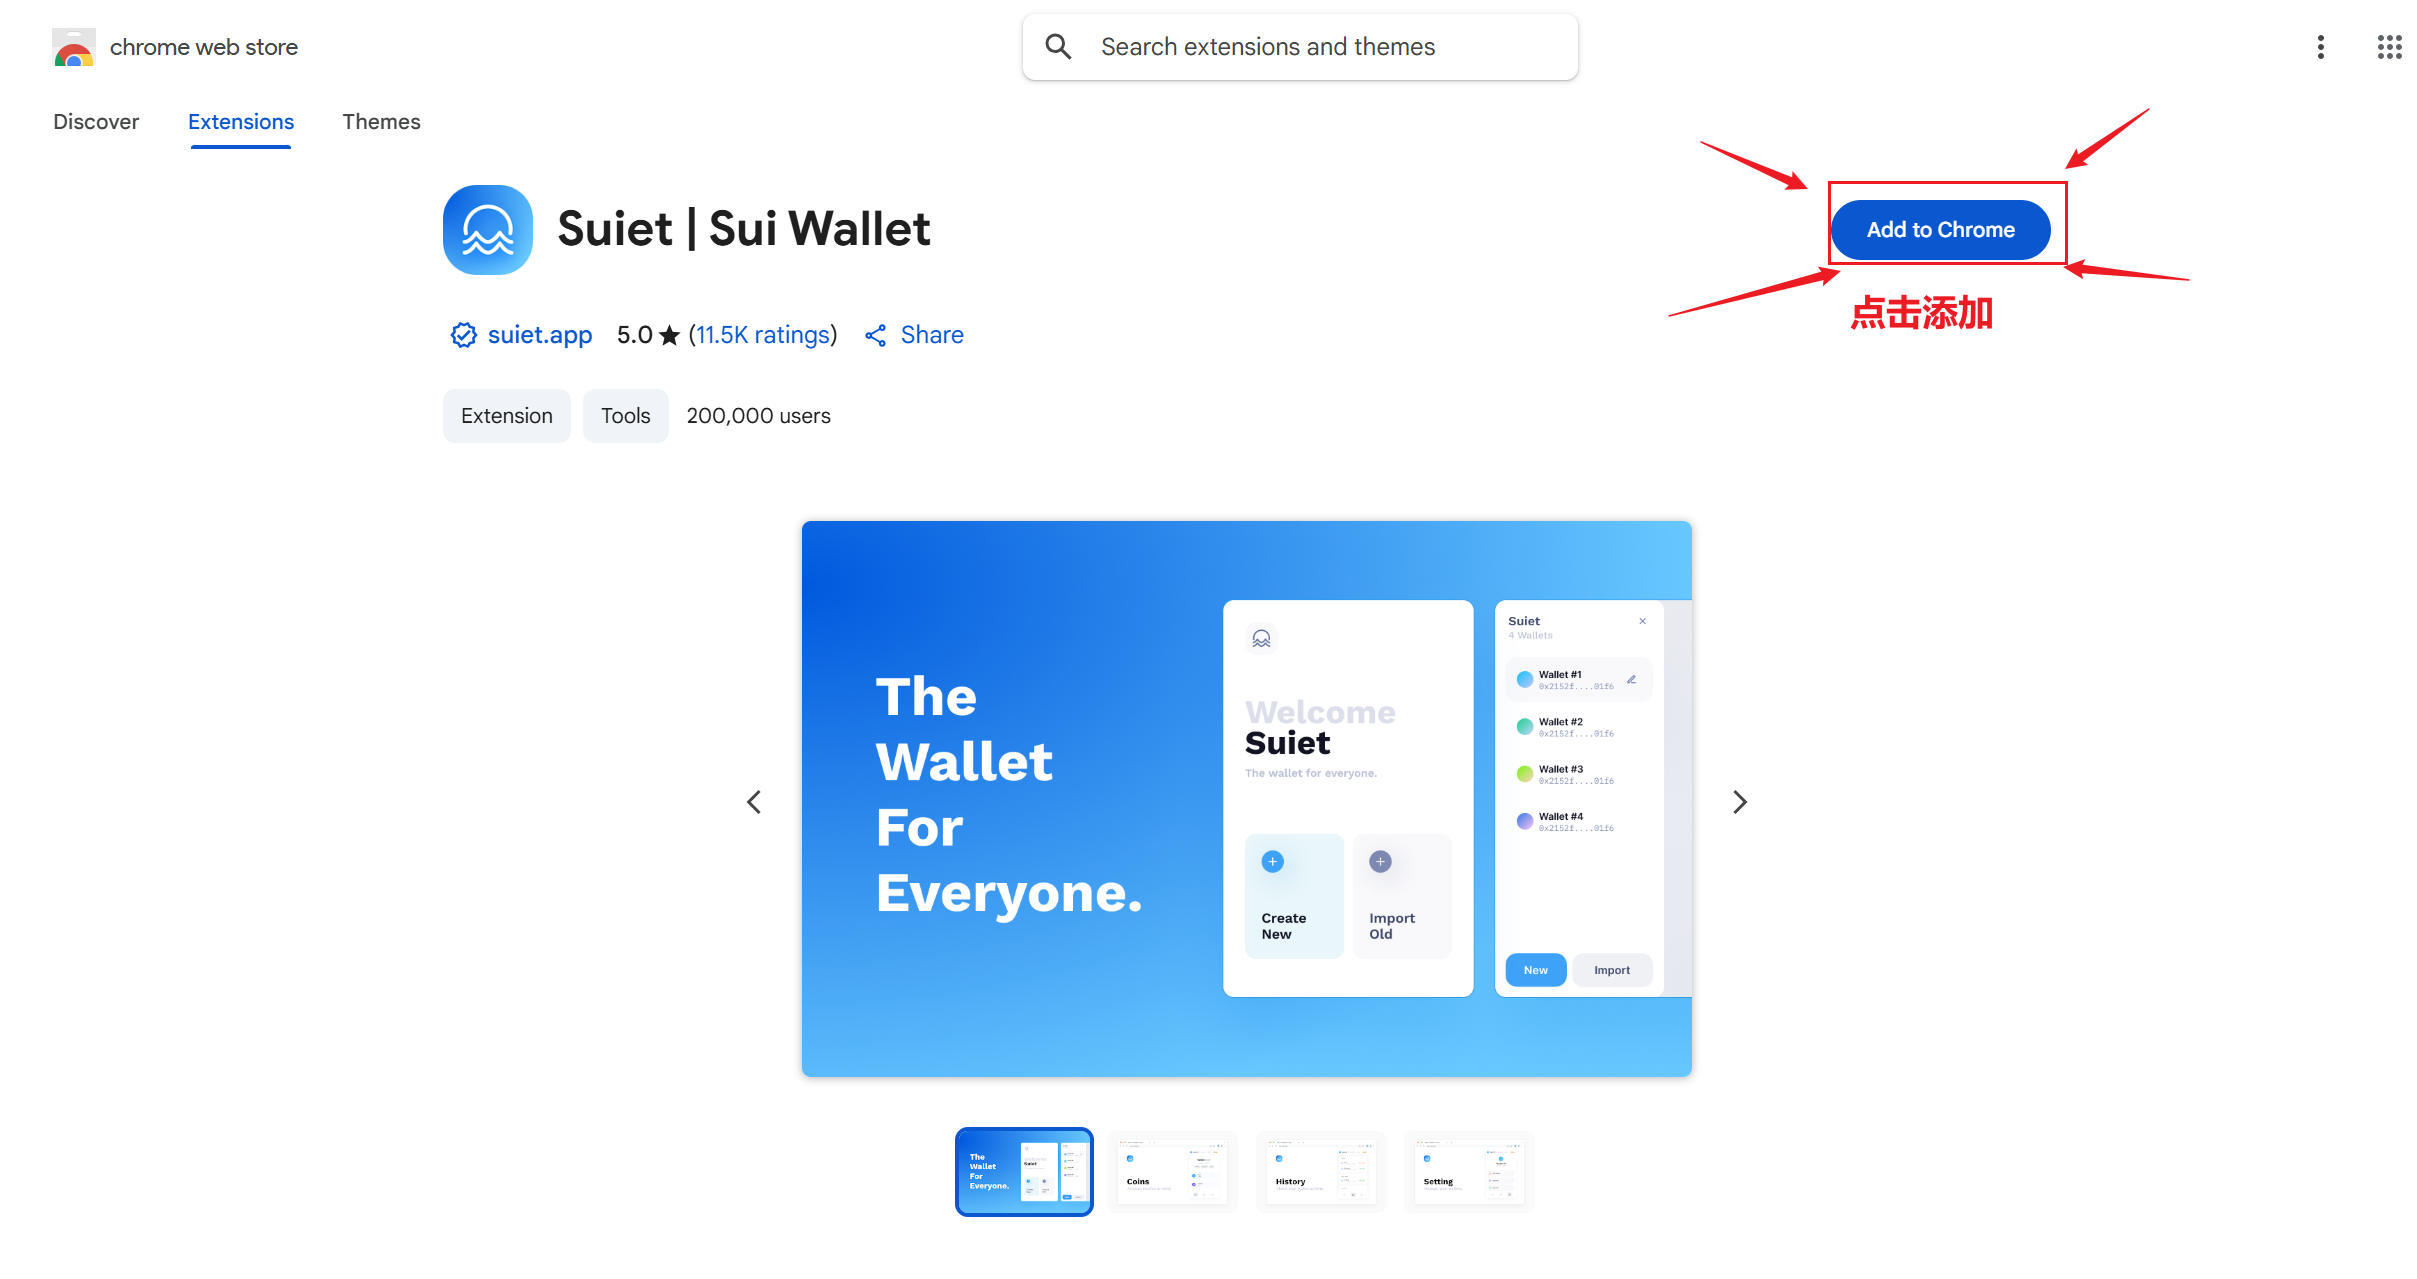 chrome web store
Search extensions and themes
Discover
Extensions
Themes
Suiet | Sui Wallet
Add to Chrome
点击添加
suiet.app
5.0 ★ (11.5K ratings)
Share
Extension
Tools
200,000 users
The
Wallet
For
Everyone.
Welcome
Suiet
The wallet for everyone.
Create
New
Import
Old
Suiet
4 Wallets
Wallet #1
0x2152f....01f6
Wallet #2
0x2152f....01f6
Wallet #3
0x2152f....01f6
Wallet #4
0x2152f....01f6
New
Import
The
Wallet
For
Everyone.
Suiet
Coins
History
Setting